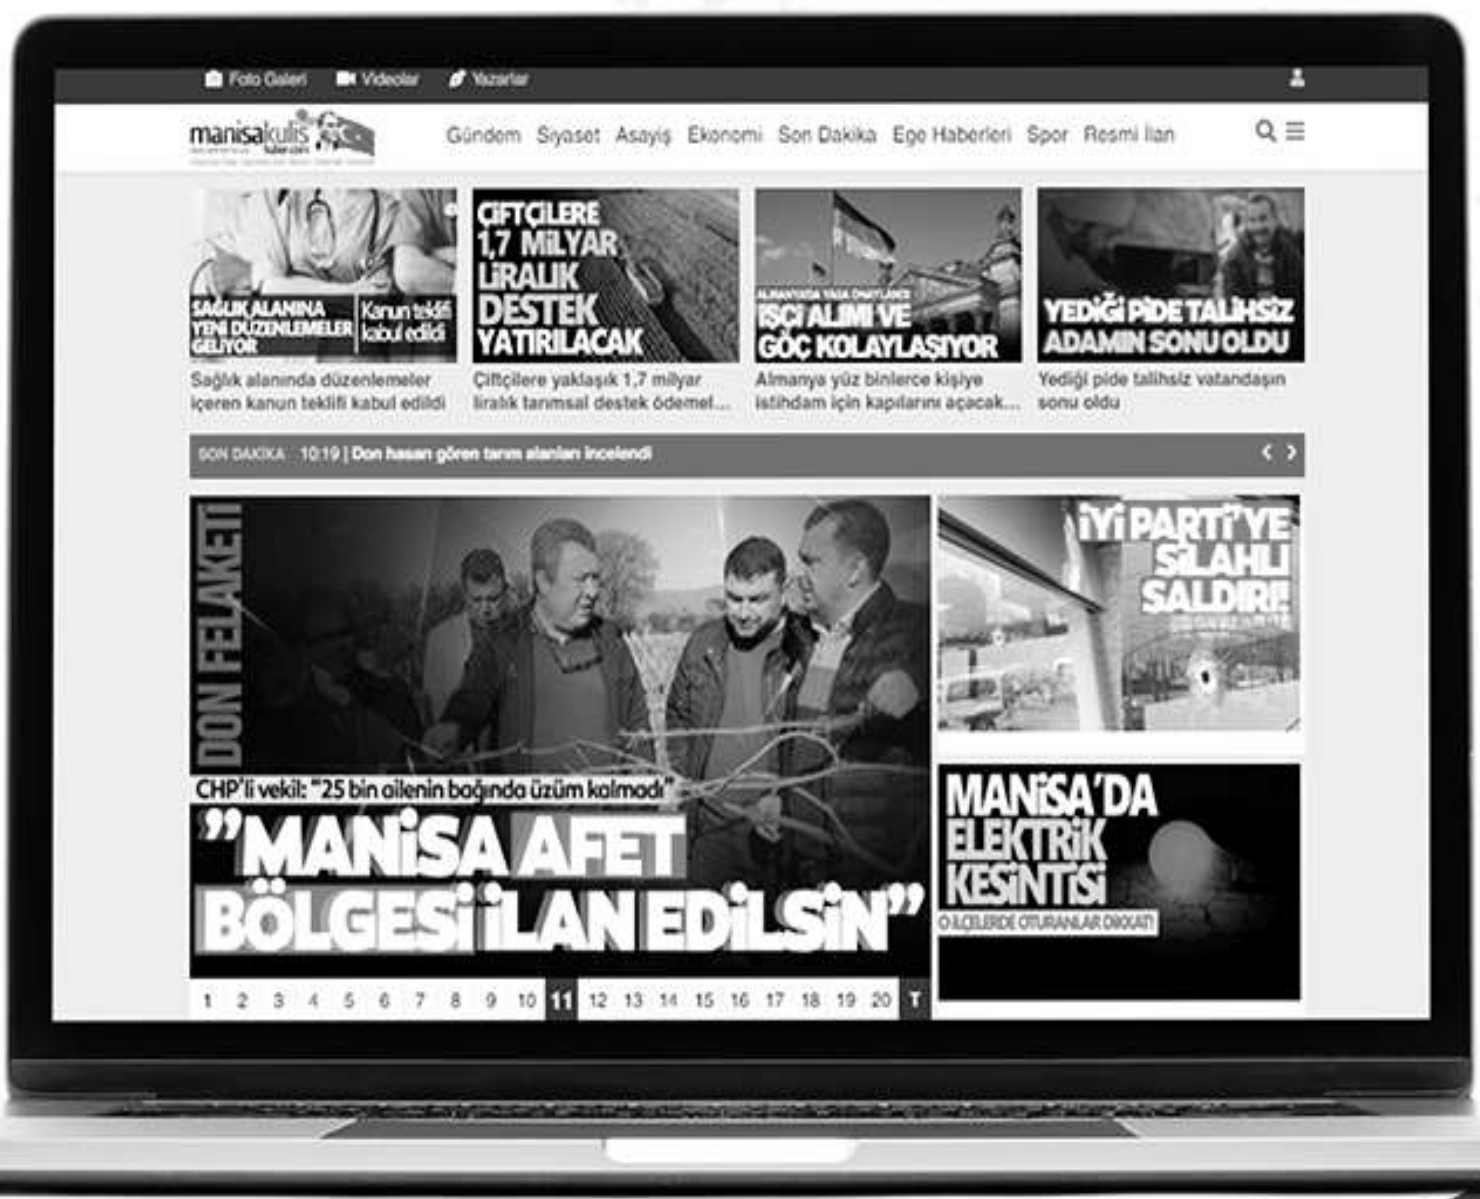 Foto Galeri Videolar Yazarlar
manisakulis
haber.com
Gündem Siyaset Asayiş Ekonomi Son Dakika Ege Haberleri Spor Resmi İlan
SAĞLIK ALANINA
YENİ DÜZENLEMELER
GELİYOR
Kanun teklifi
kabul edildi
Sağlık alanında düzenlemeler
içeren kanun teklifi kabul edildi
ÇİFTÇİLERE
1,7 MİLYAR
LİRALIK
DESTEK
YATIRILACAK
Çiftçilere yaklaşık 1,7 milyar
liralık tarımsal destek ödemel...
ALMANYA'DA YASA ONAYLANDI
İŞÇİ ALIMI VE
GÖÇ KOLAYLAŞIYOR
Almanya yüz binlerce kişiye
istihdam için kapılarını açacak...
YEDİĞİ PİDE TALİHSİZ
ADAMIN SONU OLDU
Yediği pide talihsiz vatandaşın
sonu oldu
SON DAKİKA 10:19 | Don hasarı gören tarım alanları incelendi
DON FELAKETİ
CHP'li vekil: "25 bin ailenin bağında üzüm kalmadı"
"MANİSA AFET
BÖLGESİ İLAN EDİLSİN"
1 2 3 4 5 6 7 8 9 10 11 12 13 14 15 16 17 18 19 20 T
İYİ PARTİ'YE
SİLAHLI
SALDIRI!
MANİSA'DA
ELEKTRİK
KESİNTİSİ
O İLÇELERDE OTURANLAR DİKKAT!